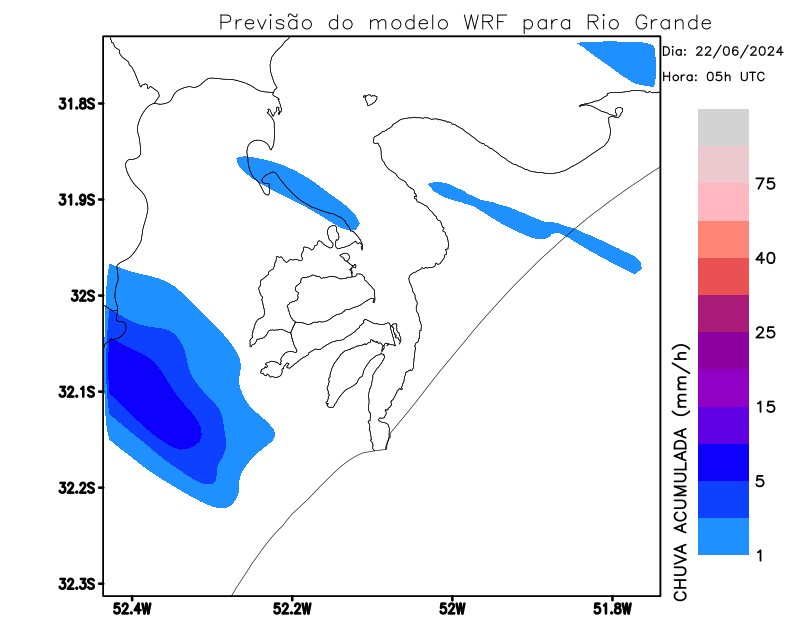 Previsão do modelo WRF para Rio Grande
Dia: 22/06/2024
Hora: 05h UTC
31.8S
31.9S
32S
32.1S
32.2S
32.3S
52.4W
52.2W
52W
51.8W
75
40
25
15
5
1
CHUVA ACUMULADA (mm/h)